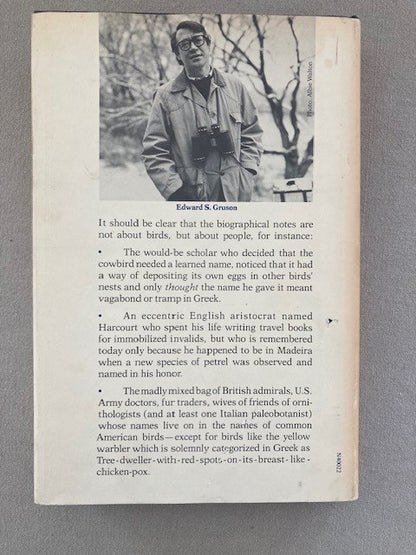 Photo: Allie Walton
Edward S. Gruson
It should be clear that the biographical notes are
not about birds, but about people, for instance:
• The would-be scholar who decided that the
cowbird needed a learned name, noticed that it had
a way of depositing its own eggs in other birds'
nests and only thought the name he gave it meant
vagabond or tramp in Greek.
• An eccentric English aristocrat named
Harcourt who spent his life writing travel books
for immobilized invalids, but who is remembered
today only because he happened to be in Madeira
when a new species of petrel was observed and
named in his honor.
• The madly mixed bag of British admirals, U.S.
Army doctors, fur traders, wives of friends of orni-
thologists (and at least one Italian paleobotanist)
whose names live on in the names of common
American birds—except for birds like the yellow
warbler which is solemnly categorized in Greek as
Tree-dweller-with-red-spots-on-its-breast-like-
chicken-pox.
N40022